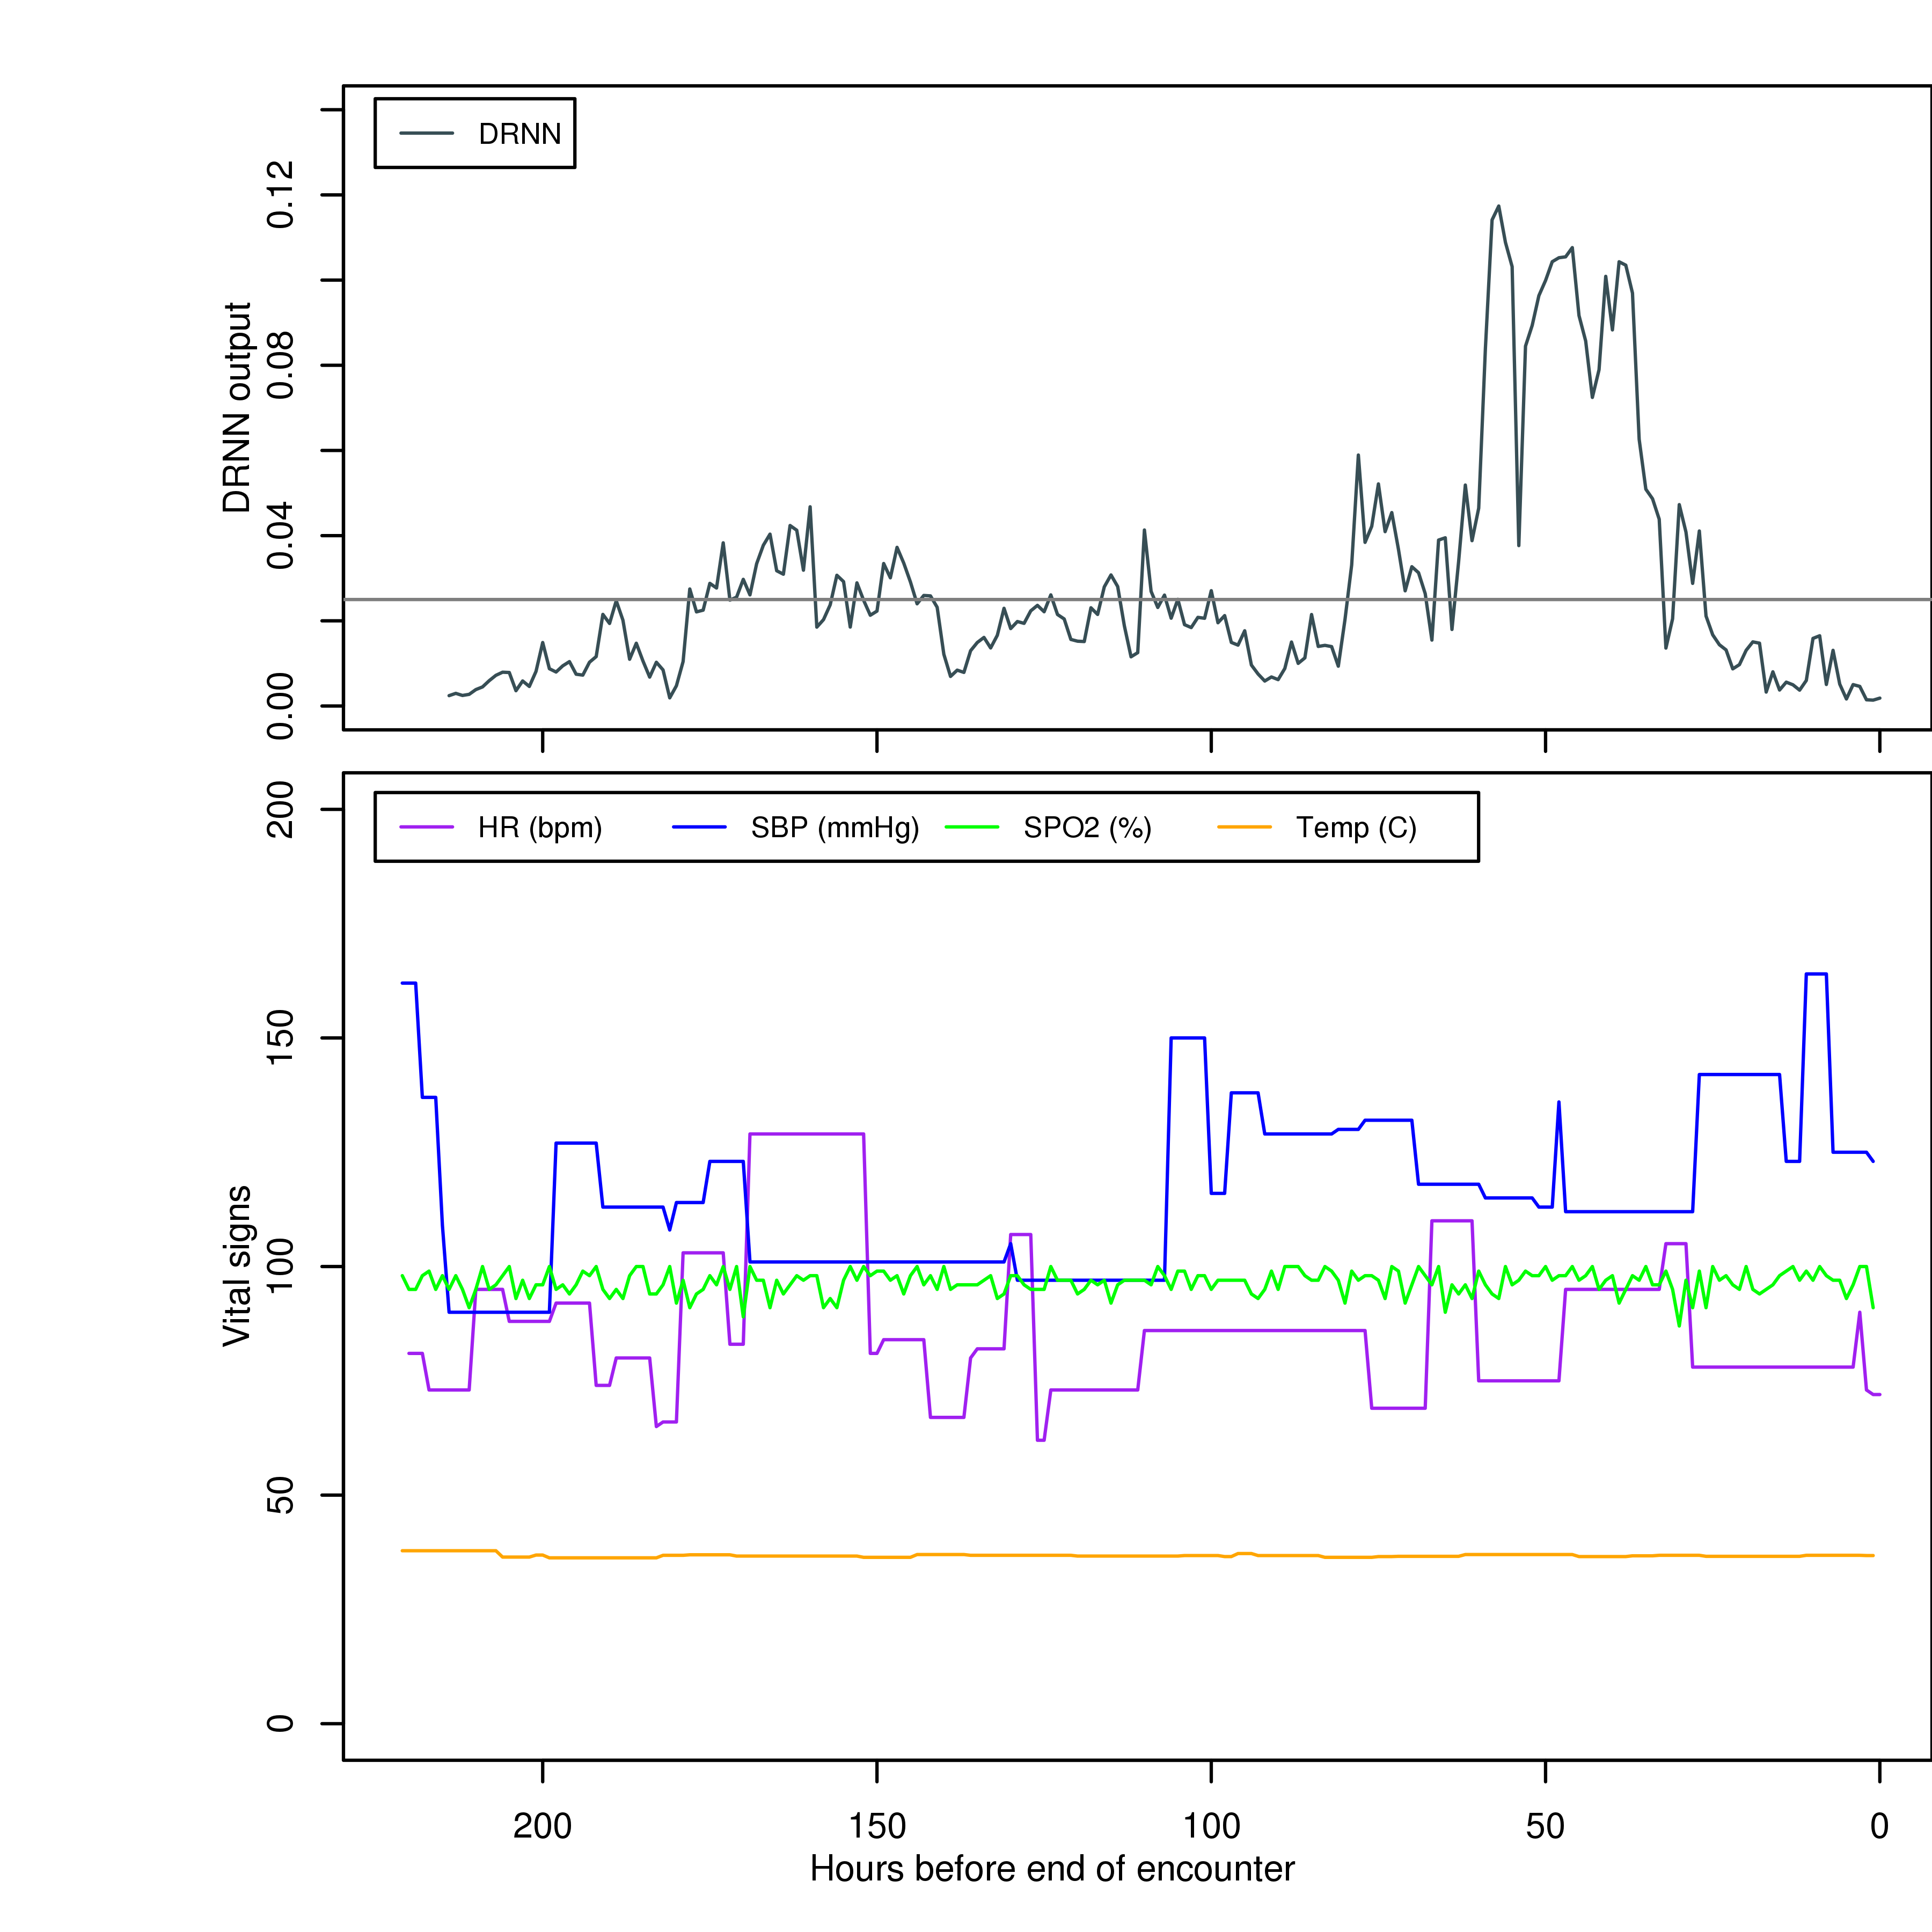 DRNN
DRNN output
0.00
0.04
0.08
0.12
HR (bpm)
SBP (mmHg)
SPO2 (%)
Temp (C)
Vital signs
0
50
100
150
200
200
150
100
50
0
Hours before end of encounter